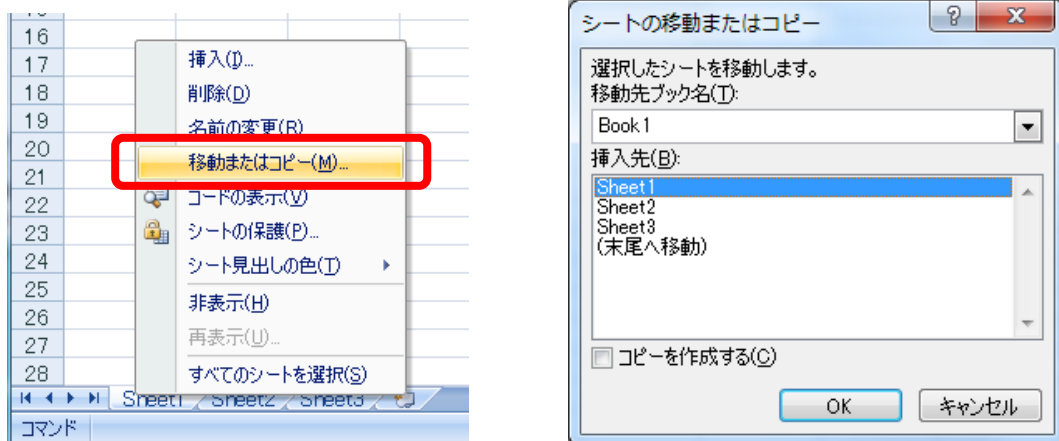 16
17
18
19
20
21
22
23
24
25
26
27
28
挿入(I)...
削除(D)
名前の変更(R)
移動またはコピー(M)...
コードの表示(V)
シートの保護(P)...
シート見出しの色(T)
非表示(H)
再表示(U)...
すべてのシートを選択(S)
Sheet1 Sheet2 Sheet3
コマンド
シートの移動またはコピー
選択したシートを移動します。
移動先ブック名(T):
Book1
挿入先(B):
Sheet1
Sheet2
Sheet3
(末尾へ移動)
コピーを作成する(C)
OK キャンセル